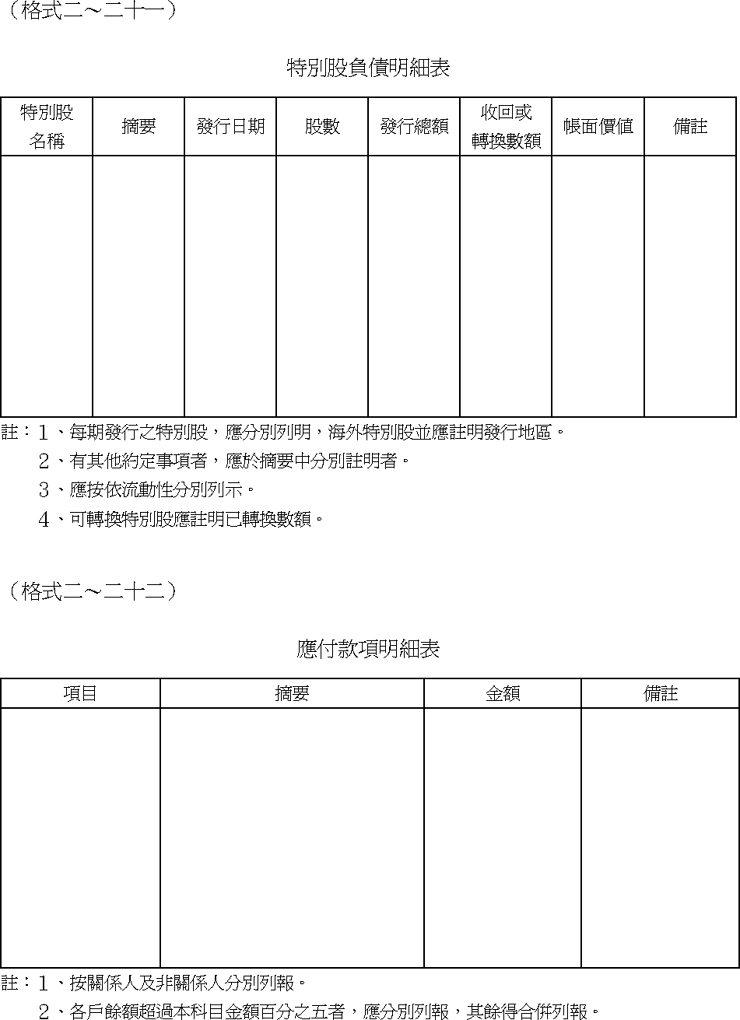 （格式二～二十一）
特別股負債明細表
特別股名稱 摘要 發行日期 股數 發行總額 收回或轉換數額 帳面價值 備註
註：１、每期發行之特別股，應分別列明，海外特別股並應註明發行地區。
２、有其他約定事項者，應於摘要中分別註明者。
３、應按依流動性分別列示。
４、可轉換特別股應註明已轉換數額。
（格式二～二十二）
應付款項明細表
項目 摘要 金額 備註
註：１、按關係人及非關係人分別列報。
２、各戶餘額超過本科目金額百分之五者，應分別列報，其餘得合併列報。